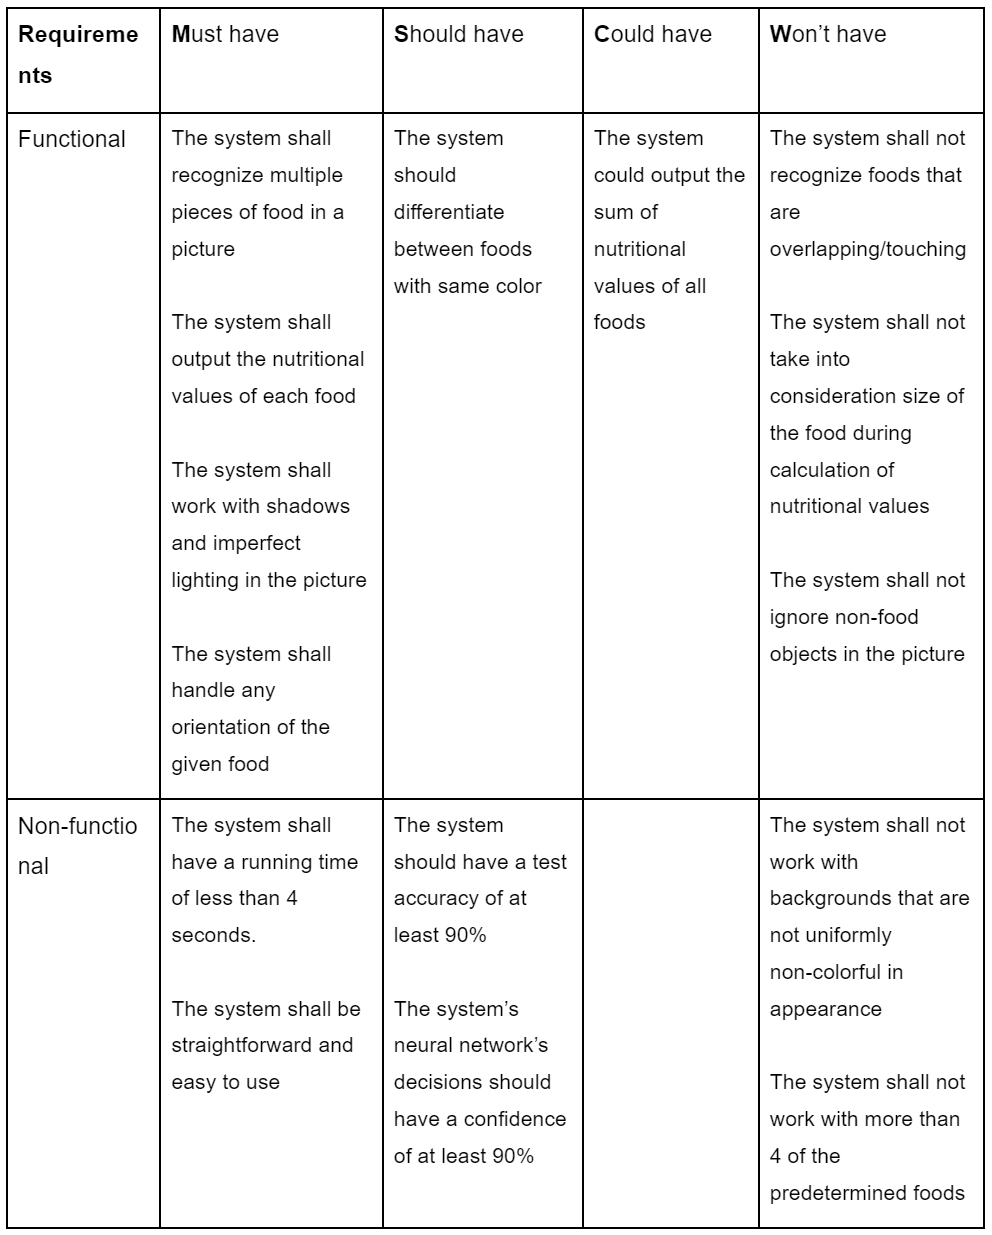 Requireme
nts
Must have
Should have
Could have
Won't have
Functional
The system shall
recognize multiple
pieces of food in a
picture
The system shall
output the nutritional
values of each food
The system shall
work with shadows
and imperfect
lighting in the picture
The system shall
handle any
orientation of the
given food
The system
should
differentiate
between foods
with same color
The system
could output the
sum of
nutritional
values of all
foods
The system shall not
recognize foods that
are
overlapping/touching
The system shall not
take into
consideration size of
the food during
calculation of
nutritional values
The system shall not
ignore non-food
objects in the picture
Non-functio
nal
The system shall
have a running time
of less than 4
seconds.
The system shall be
straightforward and
easy to use
The system
should have a test
accuracy of at
least 90%
The system's
neural network's
decisions should
have a confidence
of at least 90%
The system shall not
work with
backgrounds that are
not uniformly
non-colorful in
appearance
The system shall not
work with more than
4 of the
predetermined foods